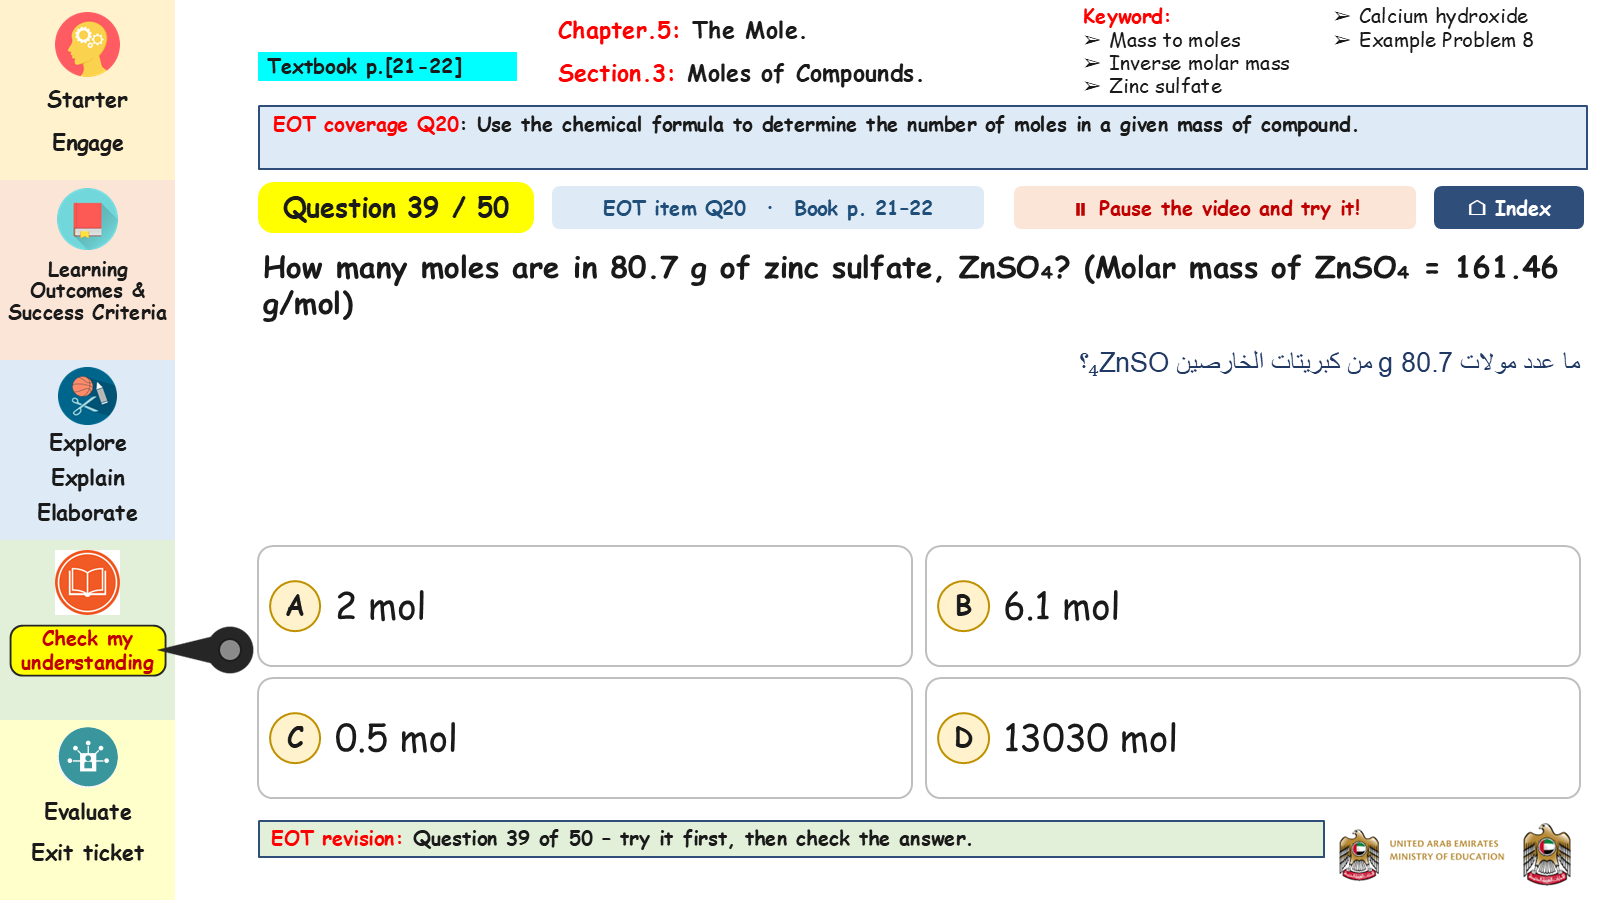 Starter
Engage
Learning
Outcomes &
Success Criteria
Explore
Explain
Elaborate
Check my
understanding
Evaluate
Exit ticket
Textbook p.[21-22]
Chapter.5: The Mole.
Section.3: Moles of Compounds.
Keyword:
➢ Mass to moles
➢ Inverse molar mass
➢ Zinc sulfate
➢ Calcium hydroxide
➢ Example Problem 8
EOT coverage Q20: Use the chemical formula to determine the number of moles in a given mass of compound.
Question 39 / 50
EOT item Q20 · Book p. 21–22
⏸ Pause the video and try it!
⌂ Index
How many moles are in 80.7 g of zinc sulfate, ZnSO₄? (Molar mass of ZnSO₄ = 161.46
g/mol)
ما عدد مولات 80.7 g من كبريتات الخارصين ZnSO₄؟
A 2 mol
B 6.1 mol
C 0.5 mol
D 13030 mol
EOT revision: Question 39 of 50 – try it first, then check the answer.
UNITED ARAB EMIRATES
MINISTRY OF EDUCATION